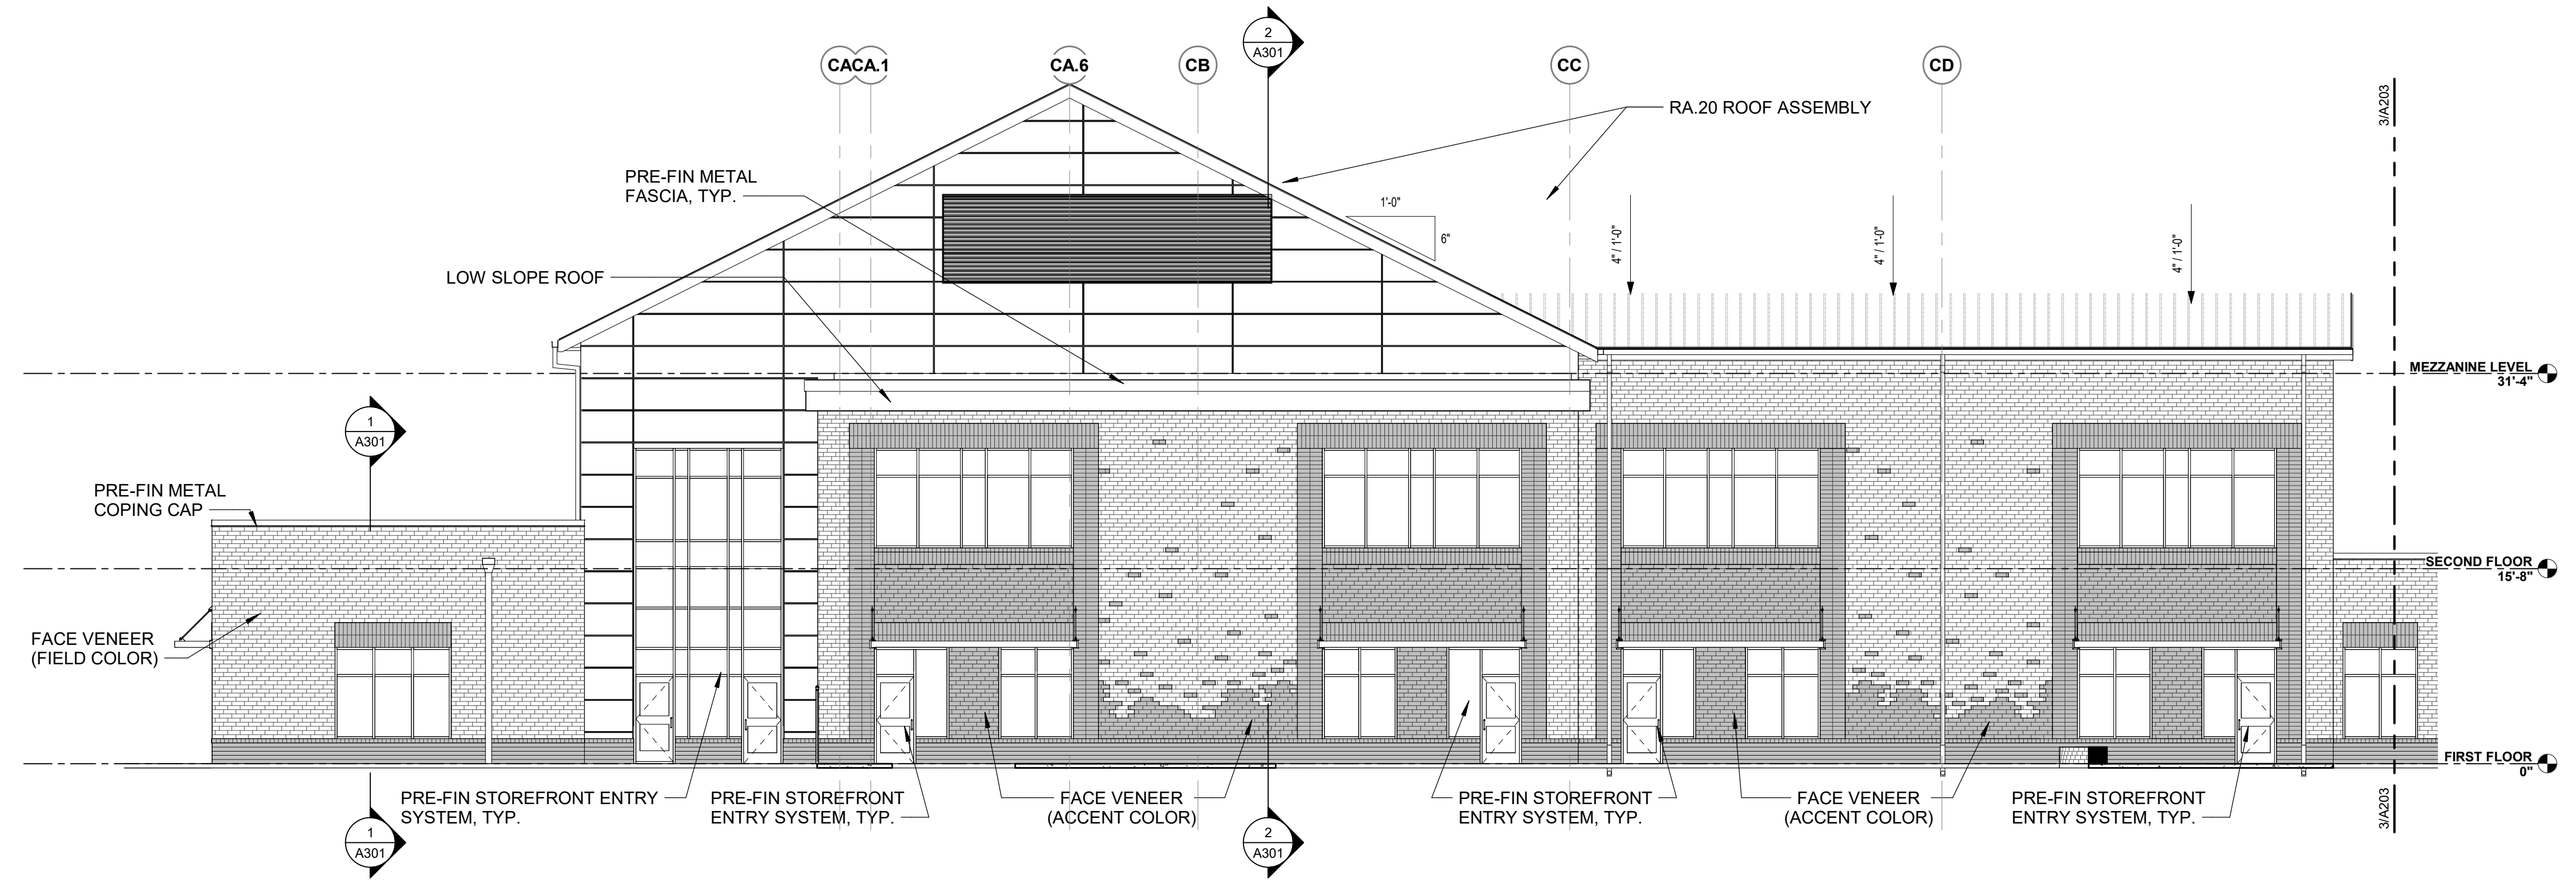 2
A301
CA
CA.1
CA.6
CB
CC
CD
3/A203
RA.20 ROOF ASSEMBLY
PRE-FIN METAL
FASCIA, TYP.
1'-0"
6"
4" / 1'-0"
4" / 1'-0"
4" / 1'-0"
LOW SLOPE ROOF
MEZZANINE LEVEL
31'-4"
1
A301
PRE-FIN METAL
COPING CAP
SECOND FLOOR
15'-8"
FACE VENEER
(FIELD COLOR)
FIRST FLOOR
0"
PRE-FIN STOREFRONT ENTRY
SYSTEM, TYP.
PRE-FIN STOREFRONT
ENTRY SYSTEM, TYP.
FACE VENEER
(ACCENT COLOR)
PRE-FIN STOREFRONT
ENTRY SYSTEM, TYP.
FACE VENEER
(ACCENT COLOR)
PRE-FIN STOREFRONT
ENTRY SYSTEM, TYP.
3/A203
1
A301
2
A301